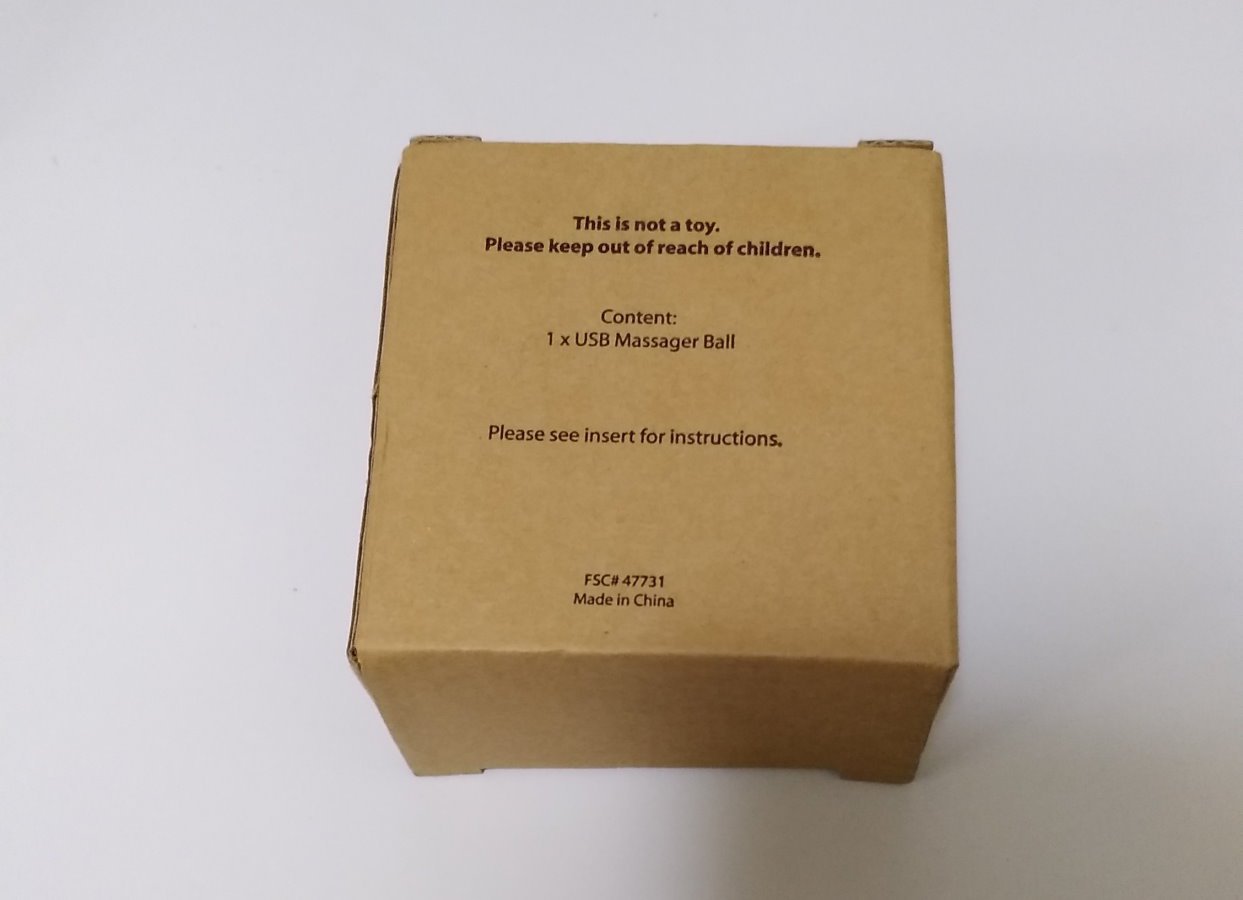 This is not a toy.
Please keep out of reach of children.
Content:
1 x USB Massager Ball
Please see insert for instructions.
FSC# 47731
Made in China